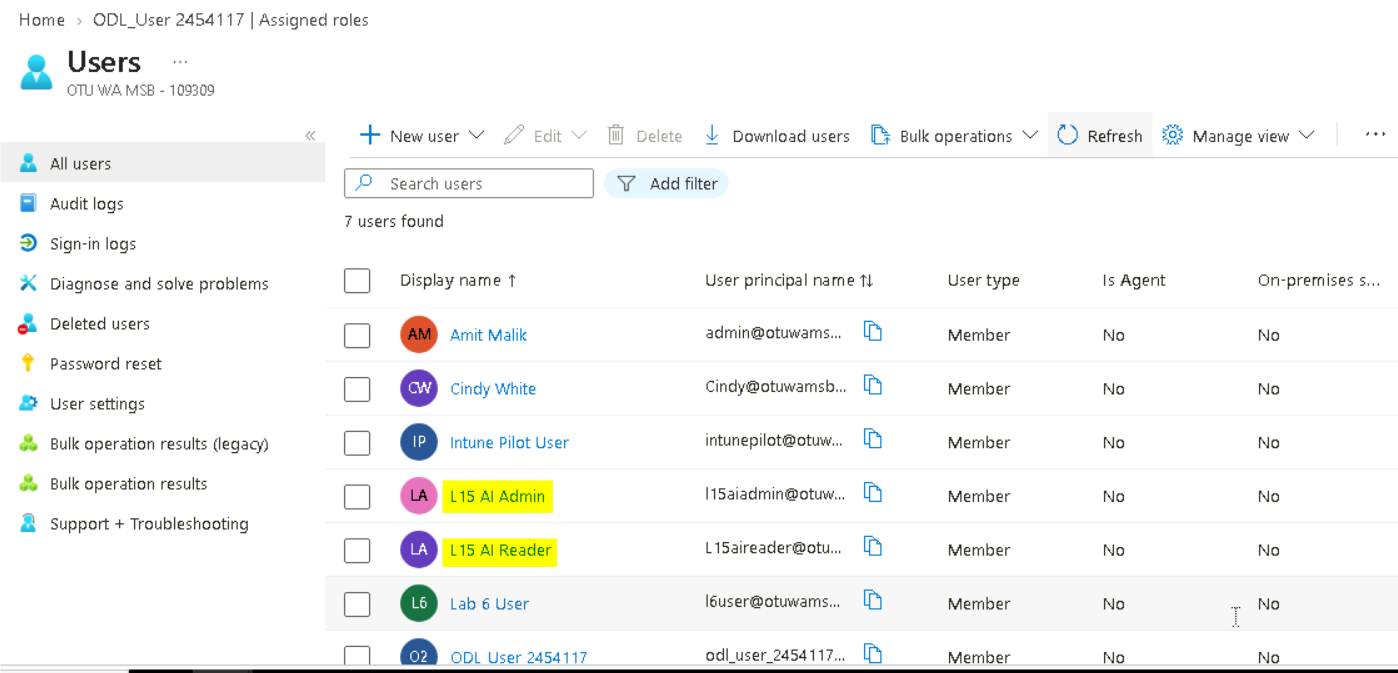 Home > ODL_User 2454117 | Assigned roles
Users ...
OTU WA MSB - 109309
«
New user Edit Delete Download users Bulk operations Refresh Manage view ...
All users
Audit logs
Sign-in logs
Diagnose and solve problems
Deleted users
Password reset
User settings
Bulk operation results (legacy)
Bulk operation results
Support + Troubleshooting
Search users Add filter
7 users found
Display name ↑ User principal name ↑↓ User type Is Agent On-premises s...
AM Amit Malik admin@otuwams... Member No No
CW Cindy White Cindy@otuwamsb... Member No No
IP Intune Pilot User intunepilot@otuw... Member No No
LA L15 AI Admin l15aiadmin@otuw... Member No No
LA L15 AI Reader L15aireader@otu... Member No No
L6 Lab 6 User l6user@otuwams... Member No No
O2 ODL User 2454117 odl_user_2454117... Member No No